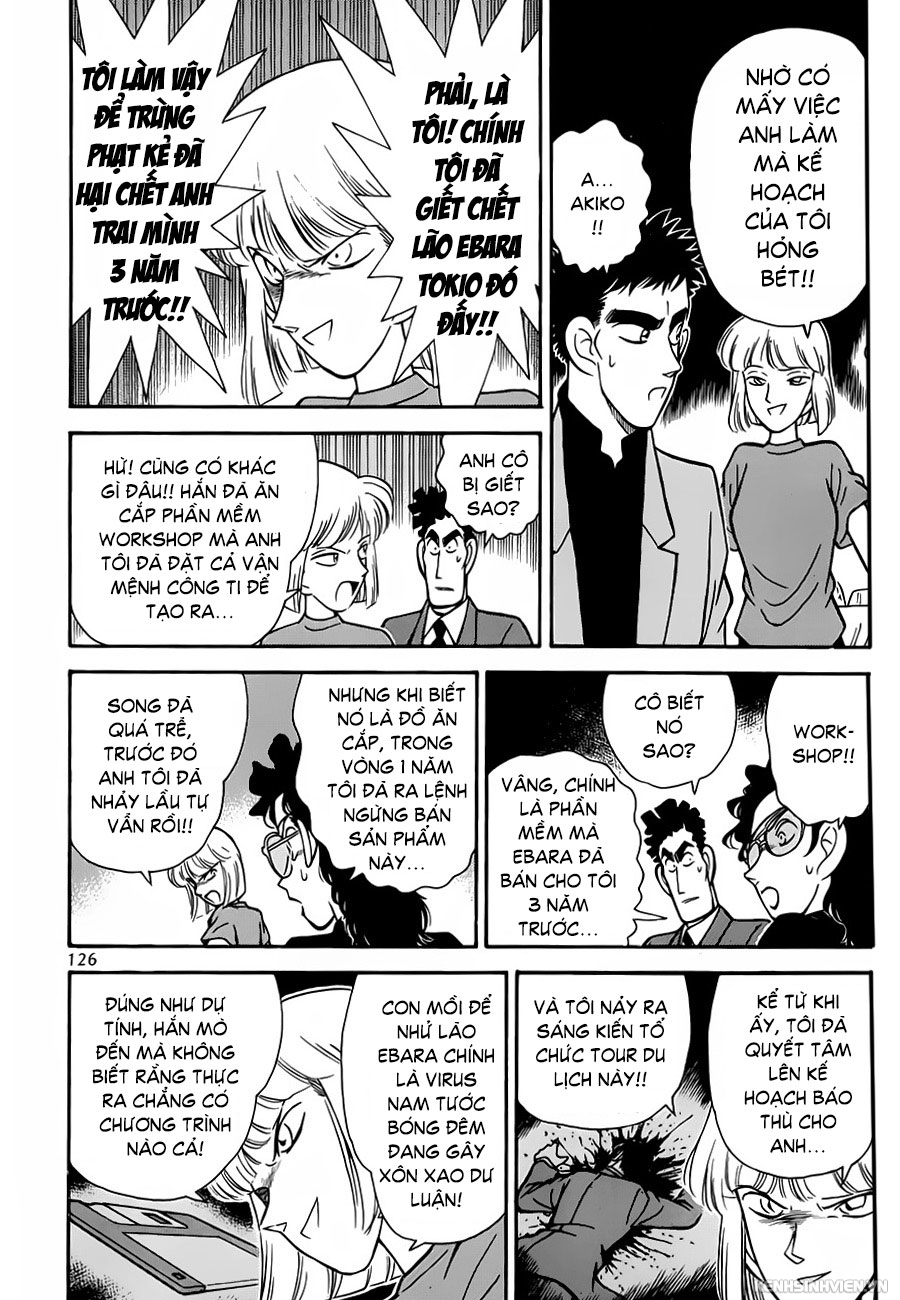 NHỜ CÓ
MẤY VIỆC
ANH LÀM
MÀ KẾ
HOẠCH
CỦA TÔI
HỎNG
BÉT!!
A...
AKIKO
!!
PHẢI, LÀ
TÔI! CHÍNH
TÔI ĐÃ
GIẾT CHẾT
LÃO EBARA
TOKIO ĐÓ
ĐẤY!!
TÔI LÀM VẬY
ĐỂ TRỪNG
PHẠT KẺ ĐÃ
HẠI CHẾT ANH
TRAI MÌNH
3 NĂM
TRƯỚC!!
ANH CÔ
BỊ GIẾT
SAO?
HỪ! CŨNG CÓ KHÁC
GÌ ĐÂU!! HẮN ĐÃ ĂN
CẮP PHẦN MỀM
WORKSHOP MÀ ANH
TÔI ĐÃ ĐẶT CẢ VẬN
MỆNH CÔNG TI ĐỂ
TẠO RA...
WORK-
SHOP!!
CÔ BIẾT
NÓ
SAO?
VÂNG, CHÍNH
LÀ PHẦN
MỀM MÀ
EBARA ĐÃ
BÁN CHO TÔI
3 NĂM
TRƯỚC...
NHƯNG KHI BIẾT
NÓ LÀ ĐỒ ĂN
CẮP, TRONG
VÒNG 1 NĂM
TÔI ĐÃ RA LỆNH
NGỪNG BÁN
SẢN PHẨM
NÀY...
SONG ĐÃ
QUÁ TRỄ,
TRƯỚC ĐÓ
ANH TÔI ĐÃ
NHẢY LẦU TỰ
VẪN RỒI!!
126
KỂ TỪ KHI
ẤY, TÔI ĐÃ
QUYẾT TÂM
LÊN KẾ
HOẠCH BÁO
THÙ CHO
ANH...
VÀ TÔI NẢY RA
SÁNG KIẾN TỔ
CHỨC TOUR DU
LỊCH NÀY!!
CON MỒI ĐỂ
NHỬ LÃO
EBARA CHÍNH
LÀ VIRUS
NAM TƯỚC
BÓNG ĐÊM
ĐANG GÂY
XÔN XAO DƯ
LUẬN!
ĐÚNG NHƯ DỰ
TÍNH, HẮN MÒ
ĐẾN MÀ KHÔNG
BIẾT RẰNG THỰC
RA CHẲNG CÓ
CHƯƠNG TRÌNH
NÀO CẢ!
KENHSINHVIEN.VN